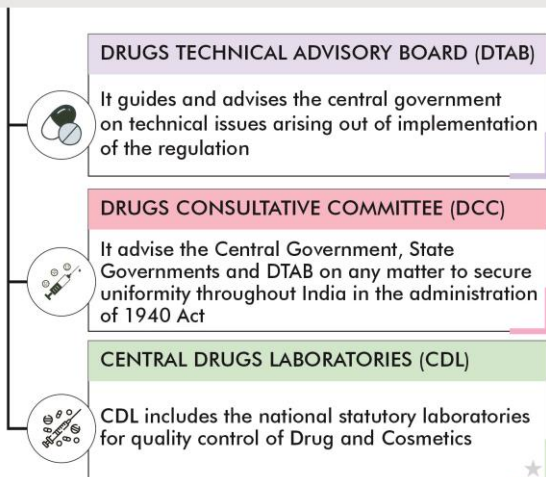 DRUGS TECHNICAL ADVISORY BOARD (DTAB)
It guides and advises the central government
on technical issues arising out of implementation
of the regulation
DRUGS CONSULTATIVE COMMITTEE (DCC)
It advise the Central Government, State
Governments and DTAB on any matter to secure
uniformity throughout India in the administration
of 1940 Act
CENTRAL DRUGS LABORATORIES (CDL)
CDL includes the national statutory laboratories
for quality control of Drug and Cosmetics